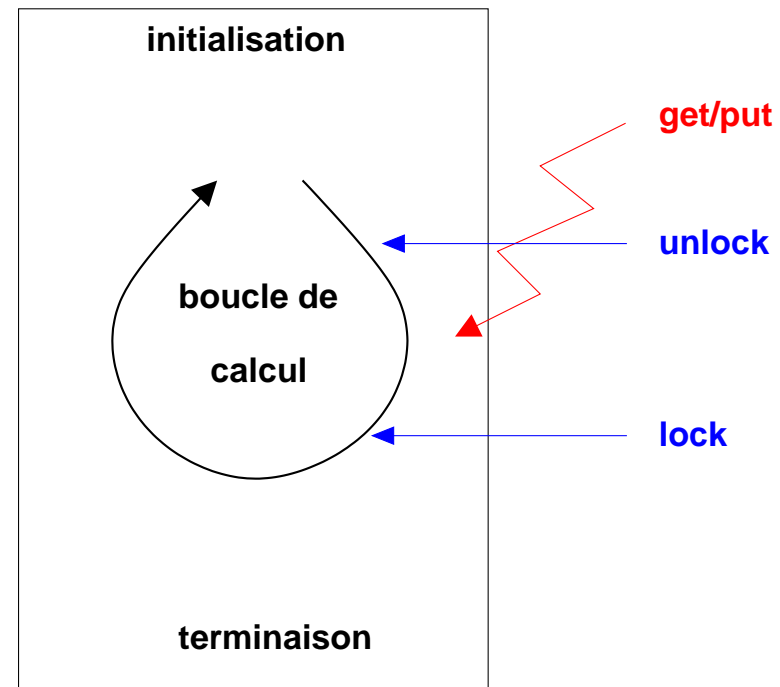 initialisation
get/put
unlock
boucle de
calcul
lock
terminaison